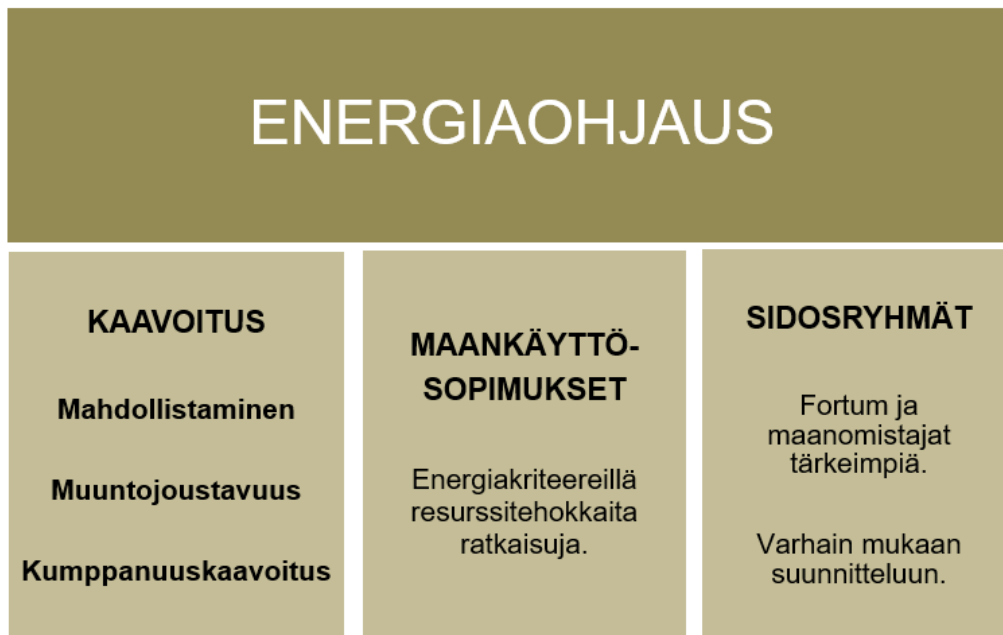 ENERGIAOHJAUS
KAAVOITUS
Mahdollistaminen
Muuntojoustavuus
Kumppanuuskaavoitus
MAANKÄYTTÖ-
SOPIMUKSET
Energiakriteereillä
resurssitehokkaita
ratkaisuja.
SIDOSRYHMÄT
Fortum ja
maanomistajat
tärkeimpiä.
Varhain mukaan
suunnitteluun.